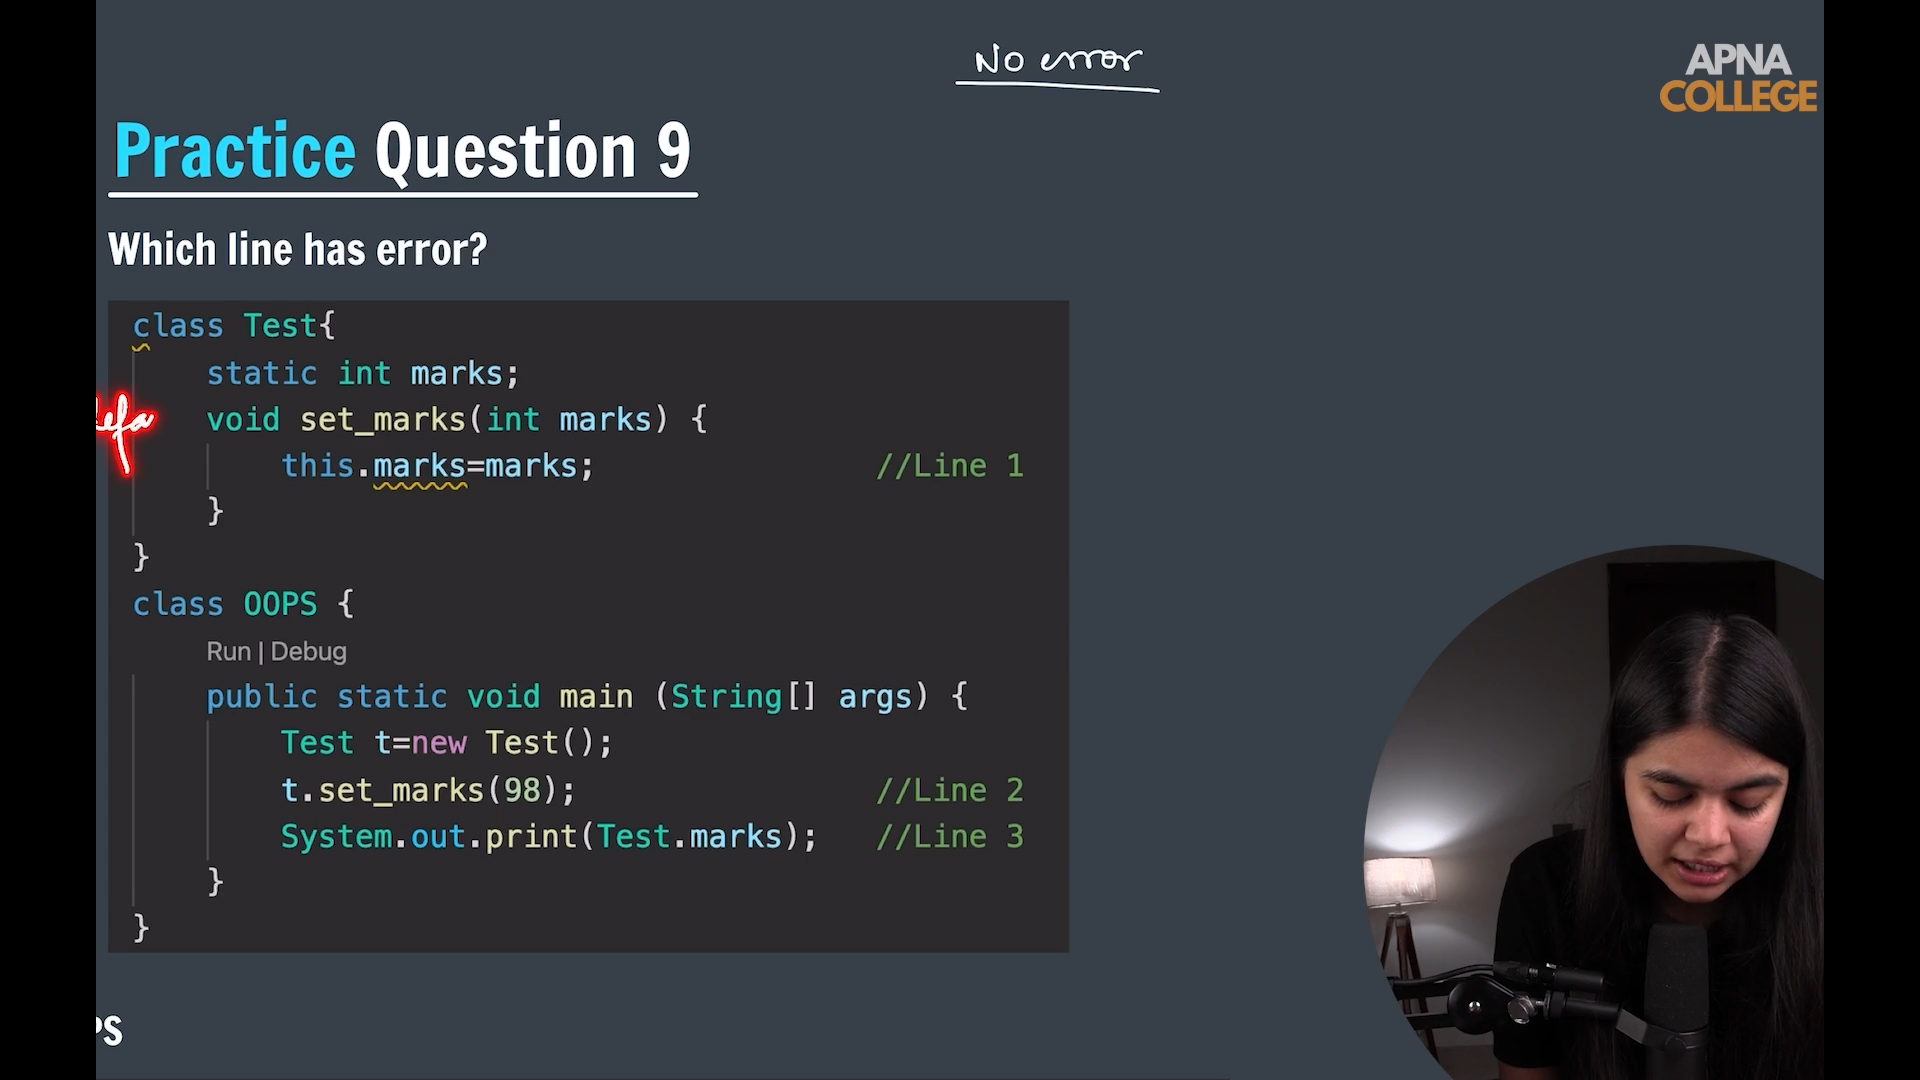 No error
APNA
COLLEGE
Practice Question 9
Which line has error?
class Test{
static int marks;
void set_marks(int marks) {
this.marks=marks; //Line 1
}
}
class OOPS {
Run | Debug
public static void main (String[] args) {
Test t=new Test();
t.set_marks(98); //Line 2
System.out.print(Test.marks); //Line 3
}
}
PS